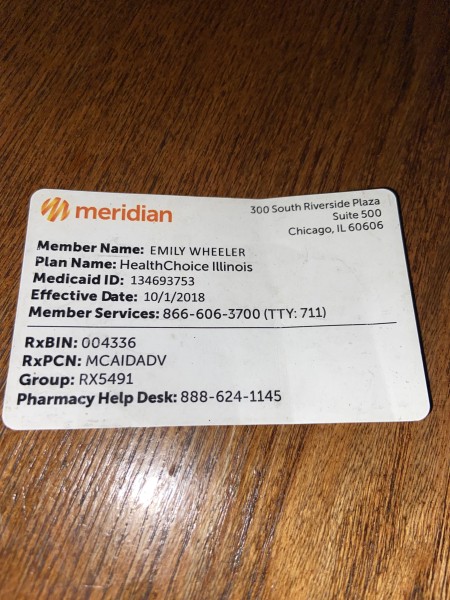 meridian
300 South Riverside Plaza
Suite 500
Chicago, IL 60606
Member Name: EMILY WHEELER
Plan Name: HealthChoice Illinois
Medicaid ID: 134693753
Effective Date: 10/1/2018
Member Services: 866-606-3700 (TTY: 711)
RxBIN: 004336
RxPCN: MCAIDADV
Group: RX5491
Pharmacy Help Desk: 888-624-1145